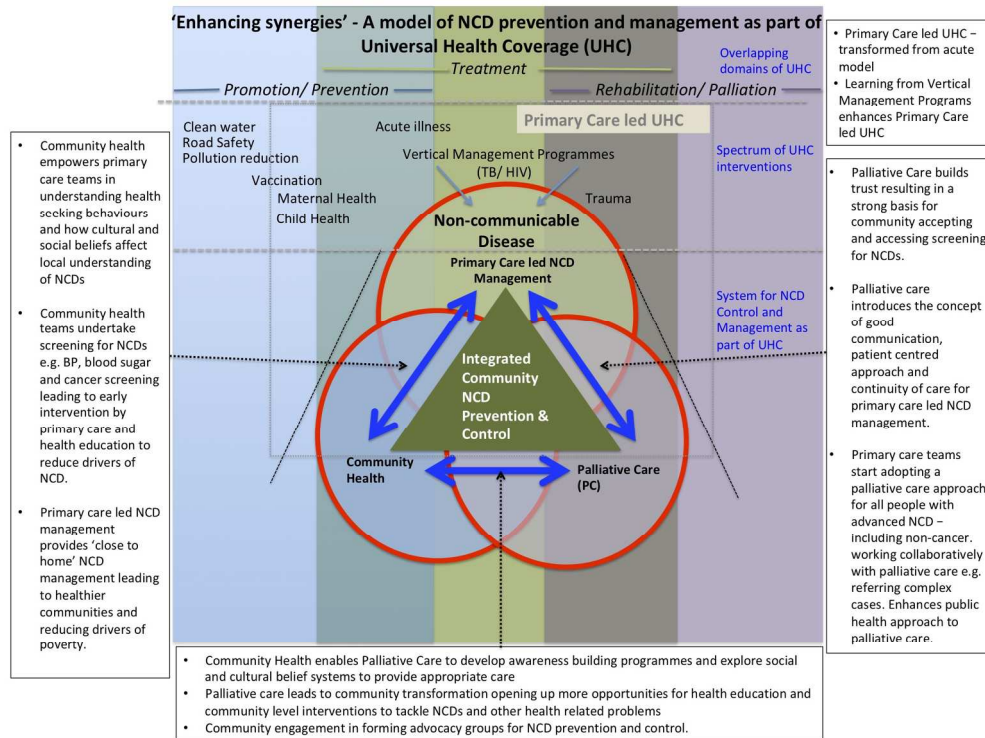 'Enhancing synergies' - A model of NCD prevention and management as part of
Universal Health Coverage (UHC)
Overlapping
domains of UHC
Treatment
Promotion/ Prevention
Rehabilitation/ Palliation
Primary Care led UHC
Clean water
Road Safety
Pollution reduction
Acute illness
Vertical Management Programmes
(TB/ HIV)
Spectrum of UHC
interventions
Vaccination
Maternal Health
Child Health
Trauma
Non-communicable
Disease
Primary Care led NCD
Management
System for NCD
Control and Management as
part of UHC
Integrated
Community
NCD
Prevention &
Control
Community
Health
Palliative Care
(PC)
• Community health
empowers primary
care teams in
understanding health
seeking behaviours
and how cultural and
social beliefs affect
local understanding
of NCDs
• Community health
teams undertake
screening for NCDs
e.g. BP, blood sugar
and cancer screening
leading to early
intervention by
primary care and
health education to
reduce drivers of
NCD.
• Primary care led NCD
management
provides 'close to
home' NCD
management leading
to healthier
communities and
reducing drivers of
poverty.
• Primary Care led UHC –
transformed from acute
model
• Learning from Vertical
Management Programs
enhances Primary Care
led UHC
• Palliative Care builds
trust resulting in a
strong basis for
community accepting
and accessing screening
for NCDs.
• Palliative care
introduces the concept
of good
communication,
patient centred
approach and
continuity of care for
primary care led NCD
management.
• Primary care teams
start adopting a
palliative care approach
for all people with
advanced NCD –
including non-cancer.
working collaboratively
with palliative care e.g.
referring complex
cases. Enhances public
health approach to
palliative care.
• Community Health enables Palliative Care to develop awareness building programmes and explore social
and cultural belief systems to provide appropriate care
• Palliative care leads to community transformation opening up more opportunities for health education and
community level interventions to tackle NCDs and other health related problems
• Community engagement in forming advocacy groups for NCD prevention and control.